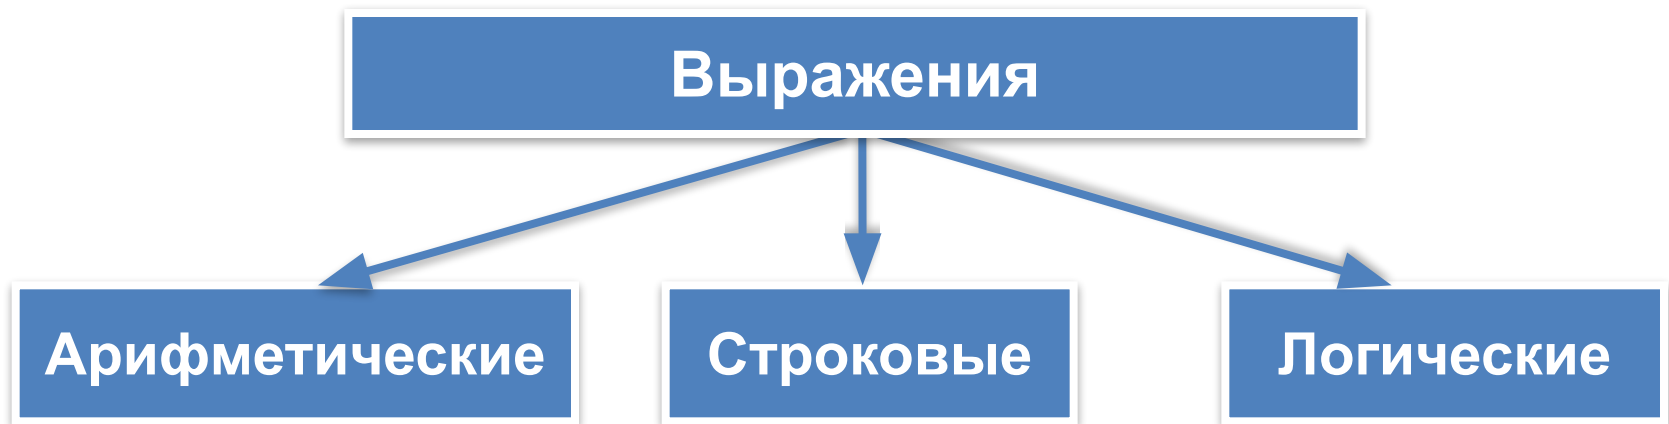 Выражения
Арифметические
Строковые
Логические